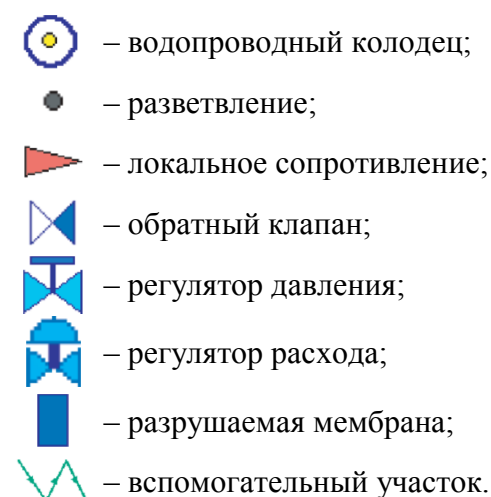 – водопроводный колодец;
– разветвление;
– локальное сопротивление;
– обратный клапан;
– регулятор давления;
– регулятор расхода;
– разрушаемая мембрана;
– вспомогательный участок.